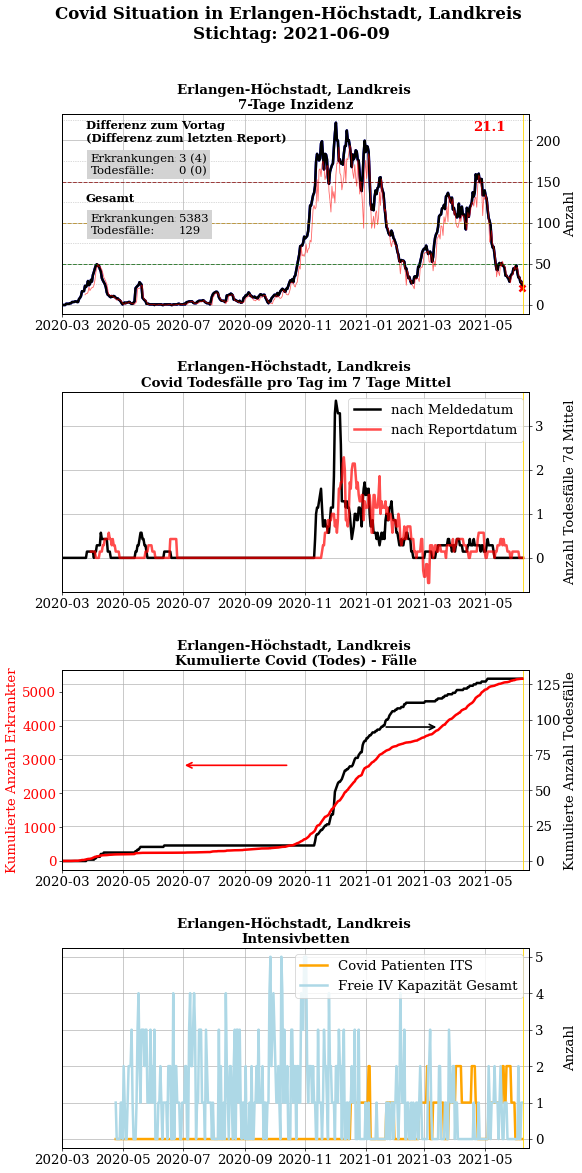 Covid Situation in Erlangen-Höchstadt, Landkreis
Stichtag: 2021-06-09
Erlangen-Höchstadt, Landkreis
7-Tage Inzidenz
Differenz zum Vortag
(Differenz zum letzten Report)
Erkrankungen 3 (4)
Todesfälle: 0 (0)
Gesamt
Erkrankungen 5383
Todesfälle: 129
21.1
200
150
100
50
0
Anzahl
2020-03 2020-05 2020-07 2020-09 2020-11 2021-01 2021-03 2021-05
Erlangen-Höchstadt, Landkreis
Covid Todesfälle pro Tag im 7 Tage Mittel
nach Meldedatum
nach Reportdatum
3
2
1
0
Anzahl Todesfälle 7d Mittel
2020-03 2020-05 2020-07 2020-09 2020-11 2021-01 2021-03 2021-05
Erlangen-Höchstadt, Landkreis
Kumulierte Covid (Todes) - Fälle
Kumulierte Anzahl Erkrankter
5000
4000
3000
2000
1000
0
125
100
75
50
25
0
Kumulierte Anzahl Todesfälle
2020-03 2020-05 2020-07 2020-09 2020-11 2021-01 2021-03 2021-05
Erlangen-Höchstadt, Landkreis
Intensivbetten
Covid Patienten ITS
Freie IV Kapazität Gesamt
5
4
3
2
1
0
Anzahl
2020-03 2020-05 2020-07 2020-09 2020-11 2021-01 2021-03 2021-05